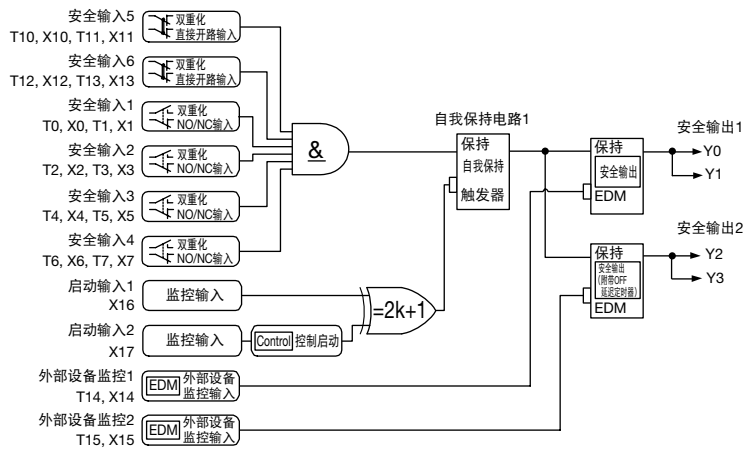 安全输入5
T10, X10, T11, X11
双重化
直接开路输入
安全输入6
T12, X12, T13, X13
双重化
直接开路输入
安全输入1
T0, X0, T1, X1
双重化
NO/NC输入
安全输入2
T2, X2, T3, X3
双重化
NO/NC输入
安全输入3
T4, X4, T5, X5
双重化
NO/NC输入
安全输入4
T6, X6, T7, X7
双重化
NO/NC输入
启动输入1
X16
监控输入
启动输入2
X17
监控输入
Control 控制启动
外部设备监控1
T14, X14
EDM 外部设备
监控输入
外部设备监控2
T15, X15
EDM 外部设备
监控输入
&
=2k+1
自我保持电路1
保持
自我保持
触发器
安全输出1
保持
安全输出
EDM
Y0
Y1
安全输出2
保持
安全输出
(附带OFF
延迟定时器)
EDM
Y2
Y3